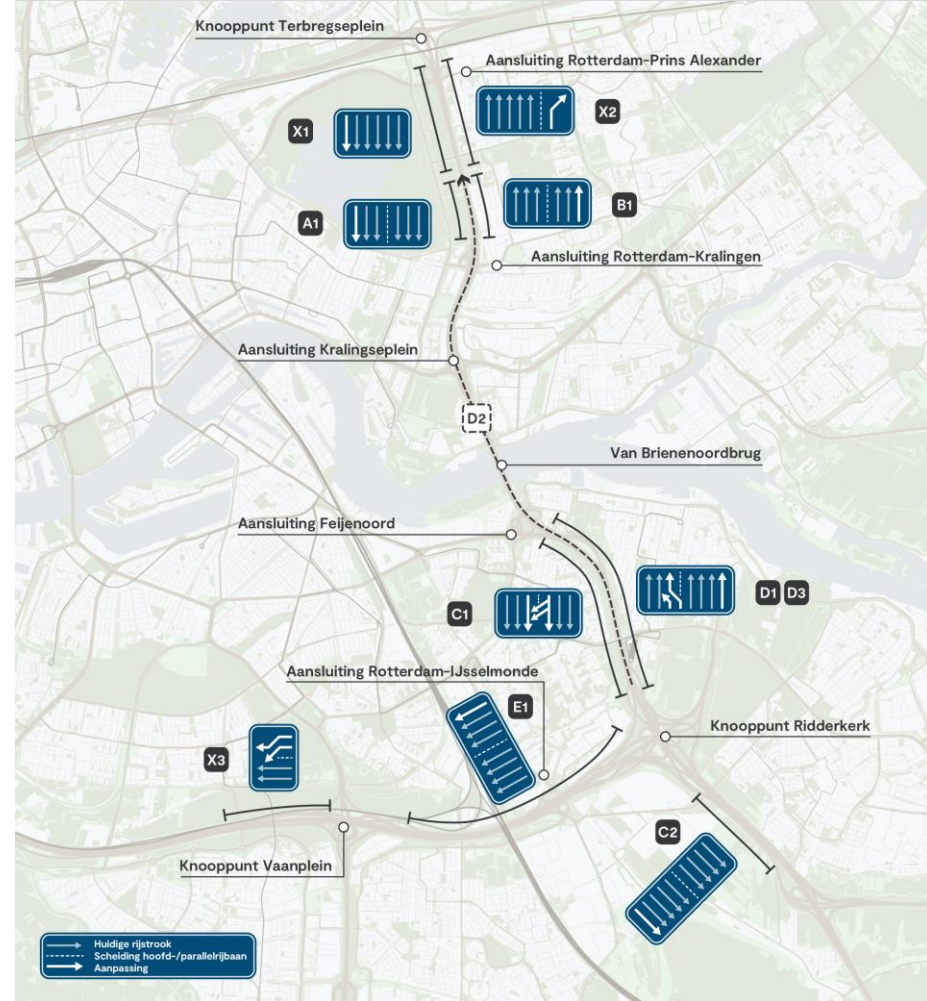 Knooppunt Terbregseplein
Aansluiting Rotterdam-Prins Alexander
X1
X2
A1
B1
Aansluiting Rotterdam-Kralingen
Aansluiting Kralingseplein
D2
Van Brienenoordbrug
Aansluiting Feijenoord
C1
D1 D3
Aansluiting Rotterdam-IJsselmonde
E1
Knooppunt Ridderkerk
X3
C2
Knooppunt Vaanplein
Huidige rijstrook
Scheiding hoofd-/parallelrijbaan
Aanpassing